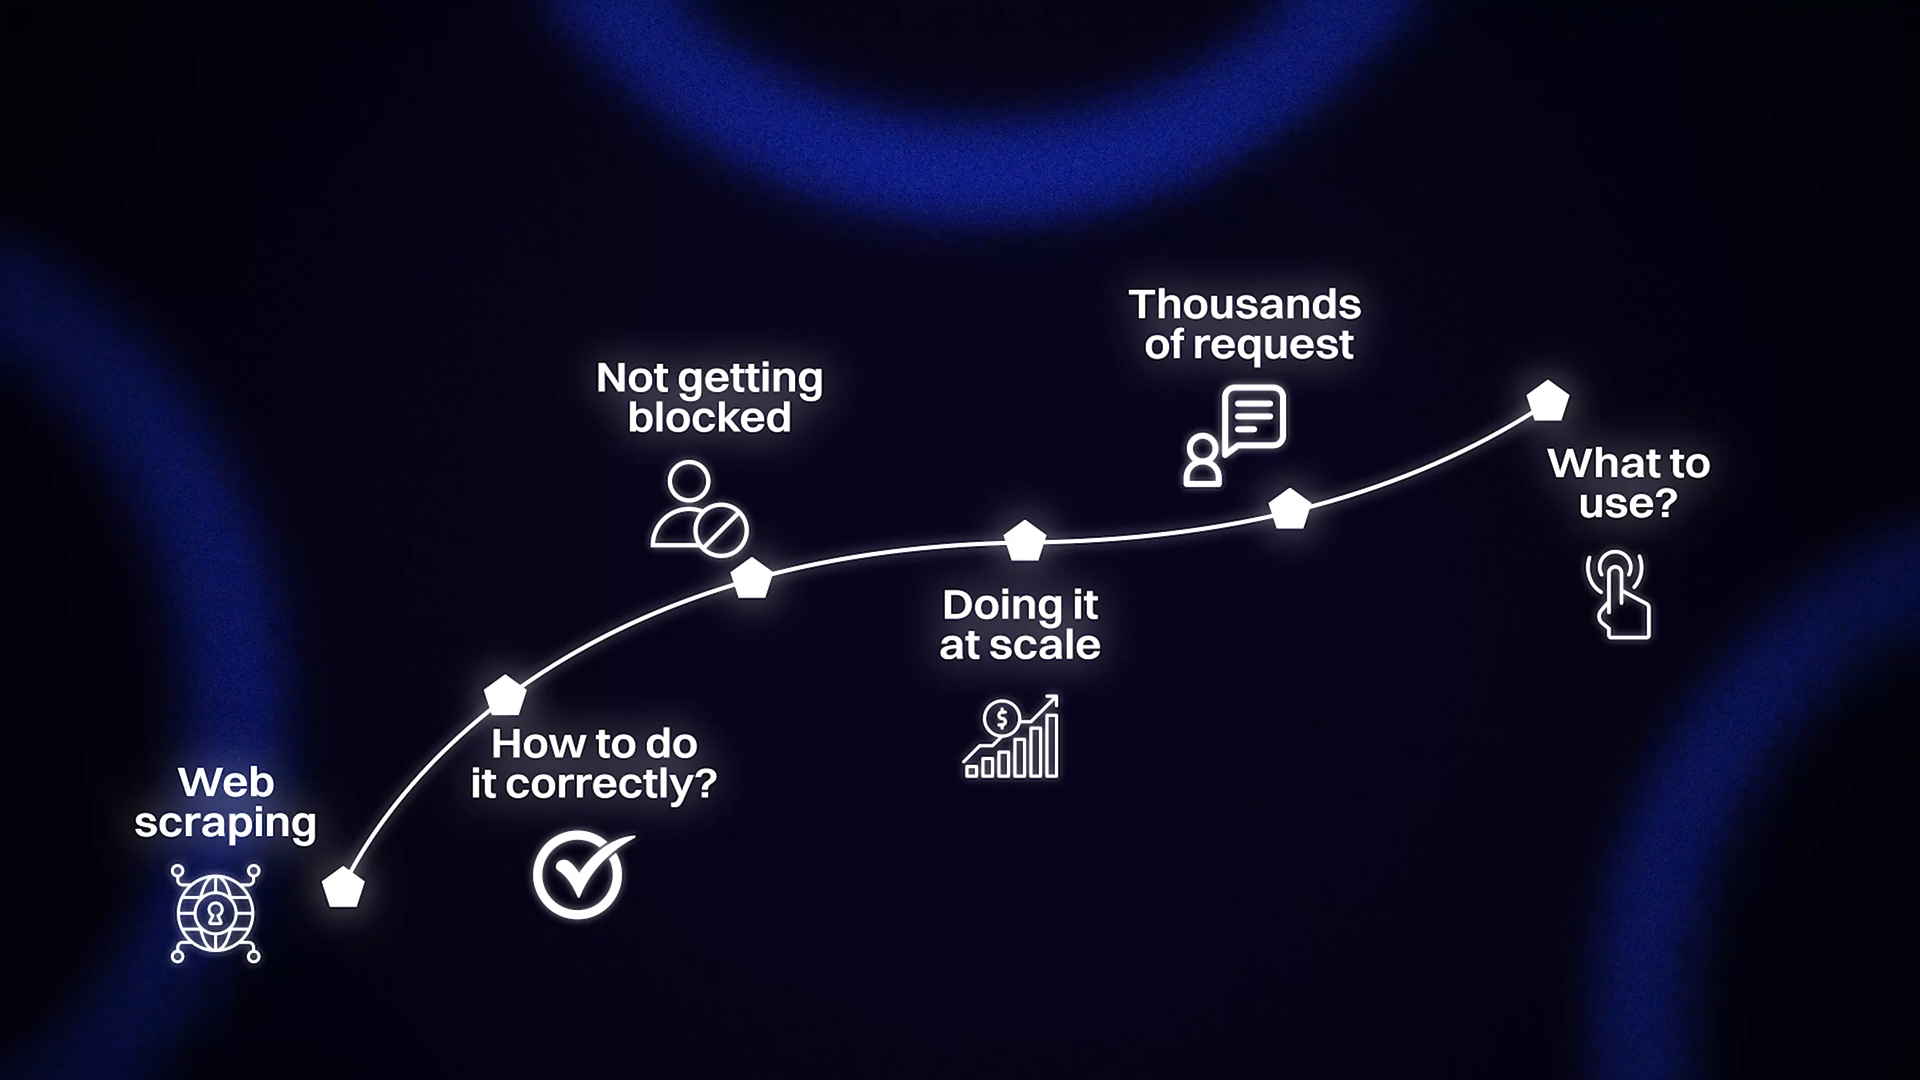 Web
scraping
How to do
it correctly?
Not getting
blocked
Doing it
at scale
$
Thousands
of request
What to
use?